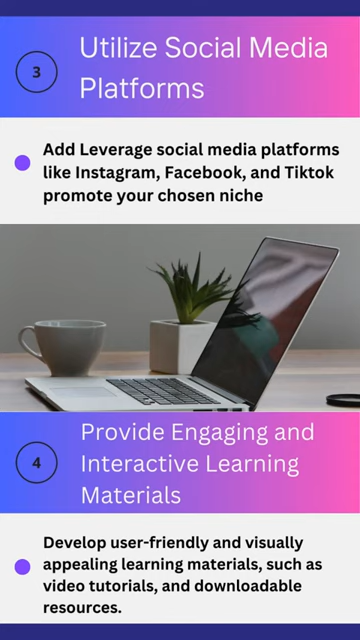 3
Utilize Social Media
Platforms
Add Leverage social media platforms
like Instagram, Facebook, and Tiktok
promote your chosen niche
4
Provide Engaging and
Interactive Learning
Materials
Develop user-friendly and visually
appealing learning materials, such as
video tutorials, and downloadable
resources.